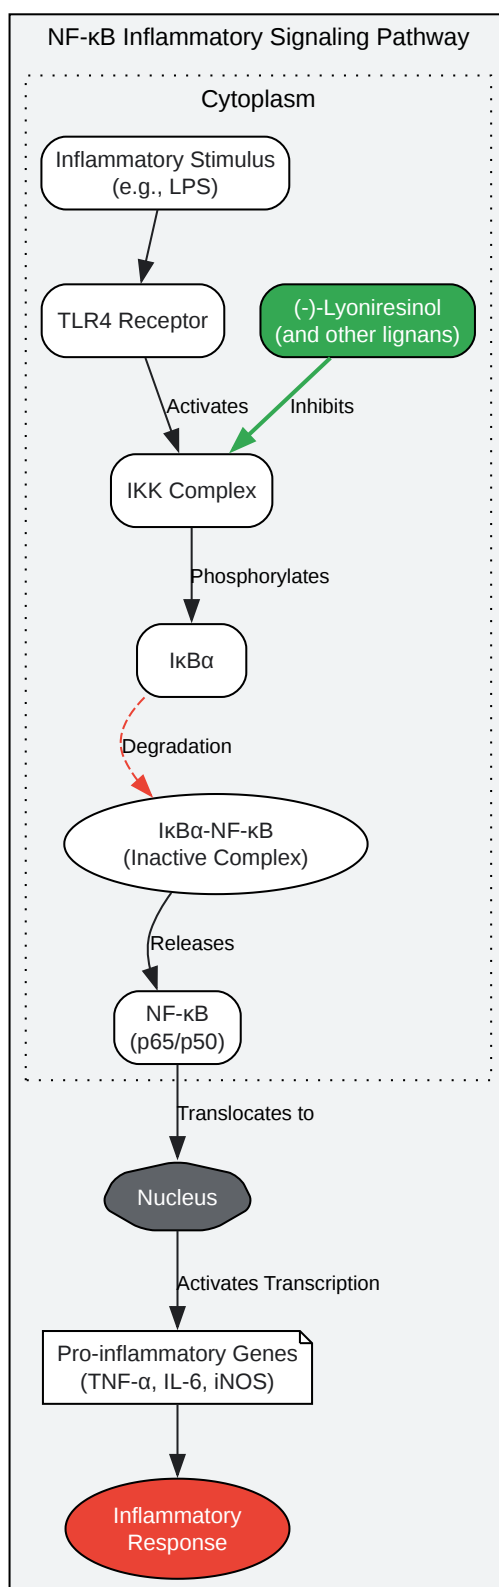 NF-κB Inflammatory Signaling Pathway
Cytoplasm
Inflammatory Stimulus
(e.g., LPS)
TLR4 Receptor
(-)-Lyoniresinol
(and other lignans)
Activates
Inhibits
IKK Complex
Phosphorylates
IκBα
Degradation
IκBα-NF-κB
(Inactive Complex)
Releases
NF-κB
(p65/p50)
Translocates to
Nucleus
Activates Transcription
Pro-inflammatory Genes
(TNF-α, IL-6, iNOS)
Inflammatory
Response